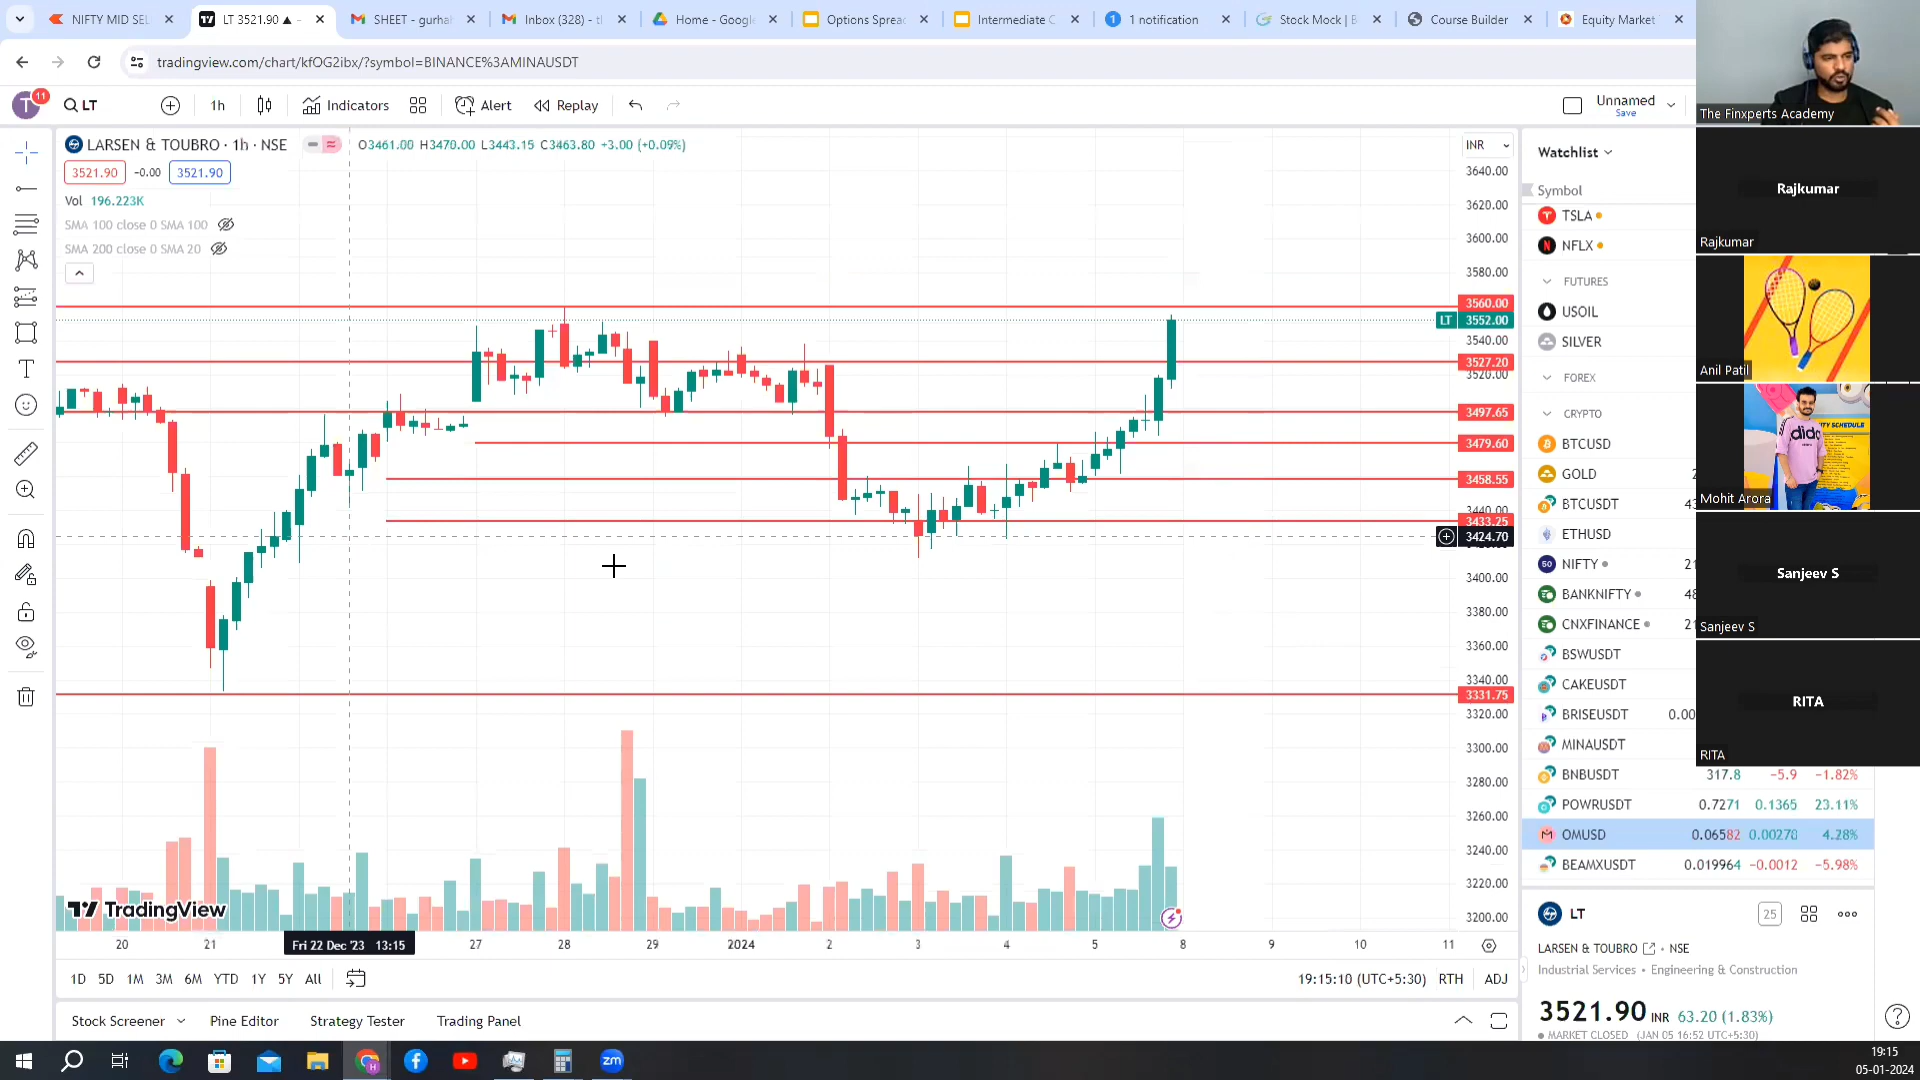 NIFTY MID SEL
LT 3521.90 ▲ -
SHEET - gurha
Inbox (328) - t
Home - Google
Options Sprea
Intermediate C
1 notification
Stock Mock | B
Course Builder
Equity Market
tradingview.com/chart/kfOG2ibx/?symbol=BINANCE%3AMINAUSDT
T 11
LT
1h
Indicators
Alert
Replay
Unnamed
Save
LARSEN & TOUBRO · 1h · NSE
O3461.00 H3470.00 L3443.15 C3463.80 +3.00 (+0.09%)
INR
3521.90 -0.00 3521.90
Vol 196.223K
SMA 100 close 0 SMA 100
SMA 200 close 0 SMA 20
3640.00
3620.00
3600.00
3580.00
3560.00
LT 3552.00
3540.00
3527.20
3520.00
3497.65
3479.60
3458.55
3440.00
3433.25
3424.70
3400.00
3380.00
3360.00
3340.00
3331.75
3320.00
3300.00
3280.00
3260.00
3240.00
3220.00
3200.00
TradingView
20 21 Fri 22 Dec '23 13:15 27 28 29 2024 2 3 4 5 8 9 10 11
1D 5D 1M 3M 6M YTD 1Y 5Y All
19:15:10 (UTC+5:30) RTH ADJ
Stock Screener Pine Editor Strategy Tester Trading Panel
Watchlist
Symbol
TSLA
NFLX
FUTURES
USOIL
SILVER
FOREX
CRYPTO
BTCUSD
GOLD 2
BTCUSDT 43
ETHUSD
50 NIFTY 21
BANKNIFTY 48
CNXFINANCE 21
BSWUSDT
CAKEUSDT
BRISEUSDT 0.00
MINAUSDT
BNBUSDT 317.8 −5.9 −1.82%
POWRUSDT 0.7271 0.1365 23.11%
OMUSD 0.06582 0.00270 4.28%
BEAMXUSDT 0.019964 −0.0012 −5.98%
LT
25
LARSEN & TOUBRO • NSE
Industrial Services • Engineering & Construction
3521.90 INR 63.20 (1.83%)
MARKET CLOSED (JAN 05 16:52 UTC+5:30)
The Finxperts Academy
Rajkumar
Rajkumar
Anil Patil
Mohit Arora
Sanjeev S
Sanjeev S
RITA
RITA
zm
19:15
05-01-2024